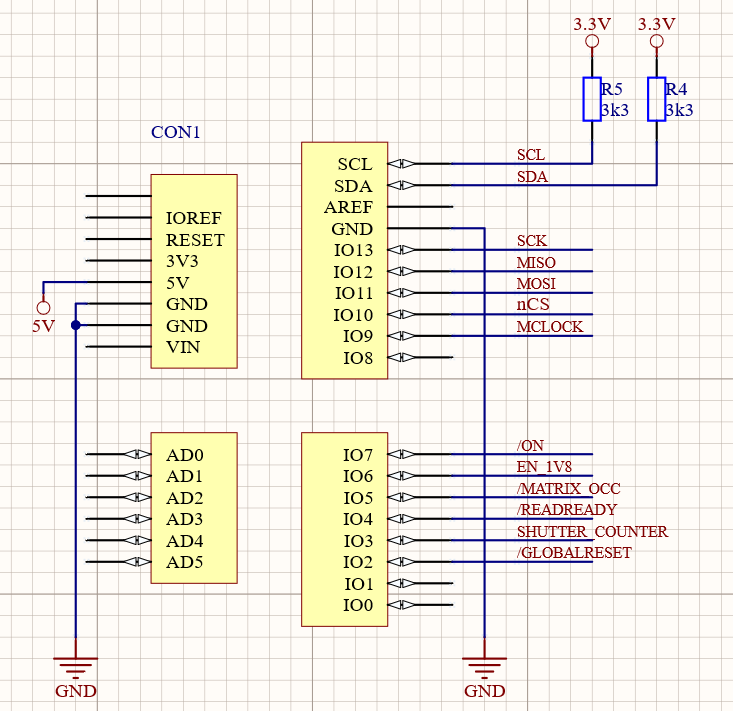 3.3V 3.3V
R5 R4
3k3 3k3
CON1
IOREF
RESET
3V3
5V
GND
GND
VIN
5V
SCL SCL
SDA SDA
AREF
GND
IO13 SCK
IO12 MISO
IO11 MOSI
IO10 nCS
IO9 MCLOCK
IO8
AD0
AD1
AD2
AD3
AD4
AD5
IO7 /ON
IO6 EN_1V8
IO5 /MATRIX_OCC
IO4 /READREADY
IO3 SHUTTER_COUNTER
IO2 /GLOBALRESET
IO1
IO0
GND GND